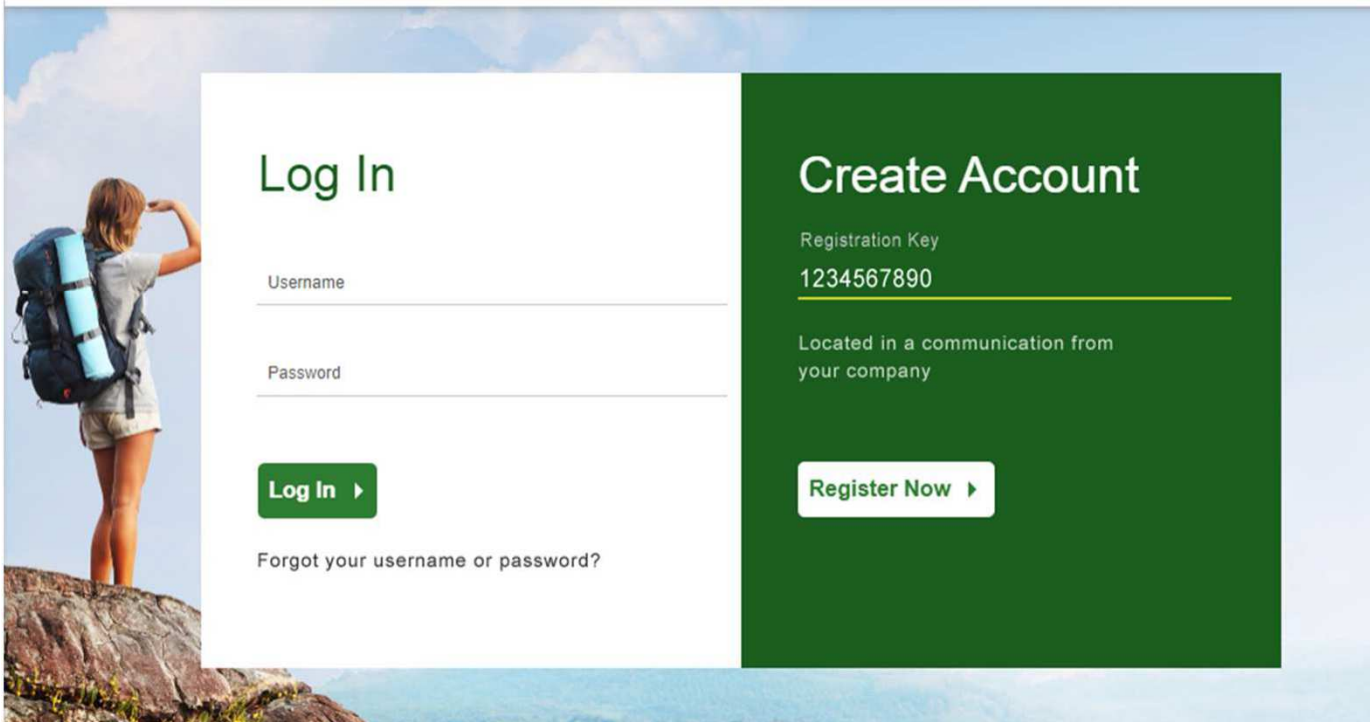 Log In
Username
Password
Log In
Forgot your username or password?
Create Account
Registration Key
1234567890
Located in a communication from
your company
Register Now